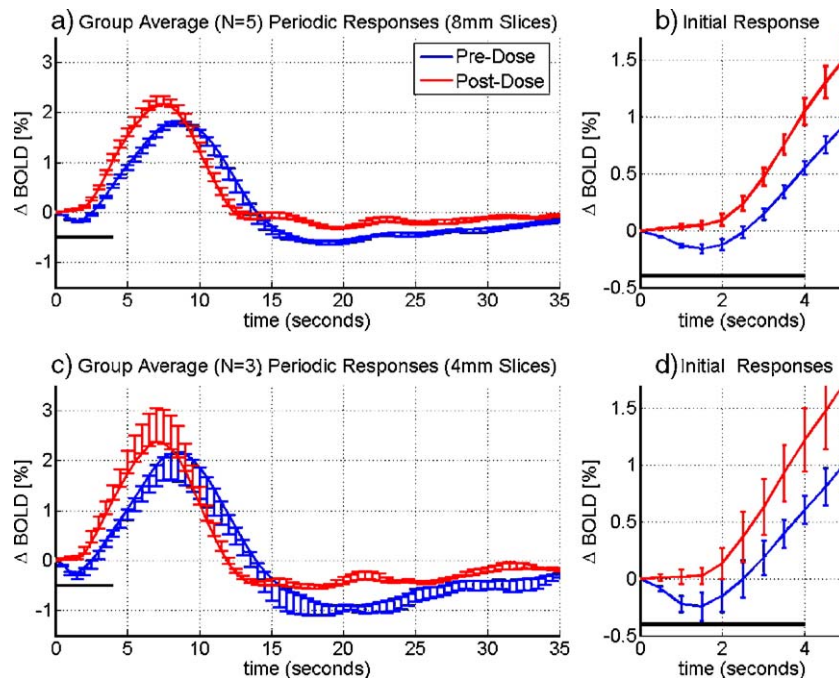 a) Group Average (N=5) Periodic Responses (8mm Slices)
Δ BOLD [%]
3
2
1
0
-1
Pre-Dose
Post-Dose
0 5 10 15 20 25 30 35
time (seconds)
b) Initial Response
Δ BOLD [%]
1.5
1
0.5
0
-0.5
0 2 4
time (seconds)
c) Group Average (N=3) Periodic Responses (4mm Slices)
Δ BOLD [%]
3
2
1
0
-1
0 5 10 15 20 25 30 35
time (seconds)
d) Initial Responses
Δ BOLD [%]
1.5
1
0.5
0
-0.5
0 2 4
time (seconds)